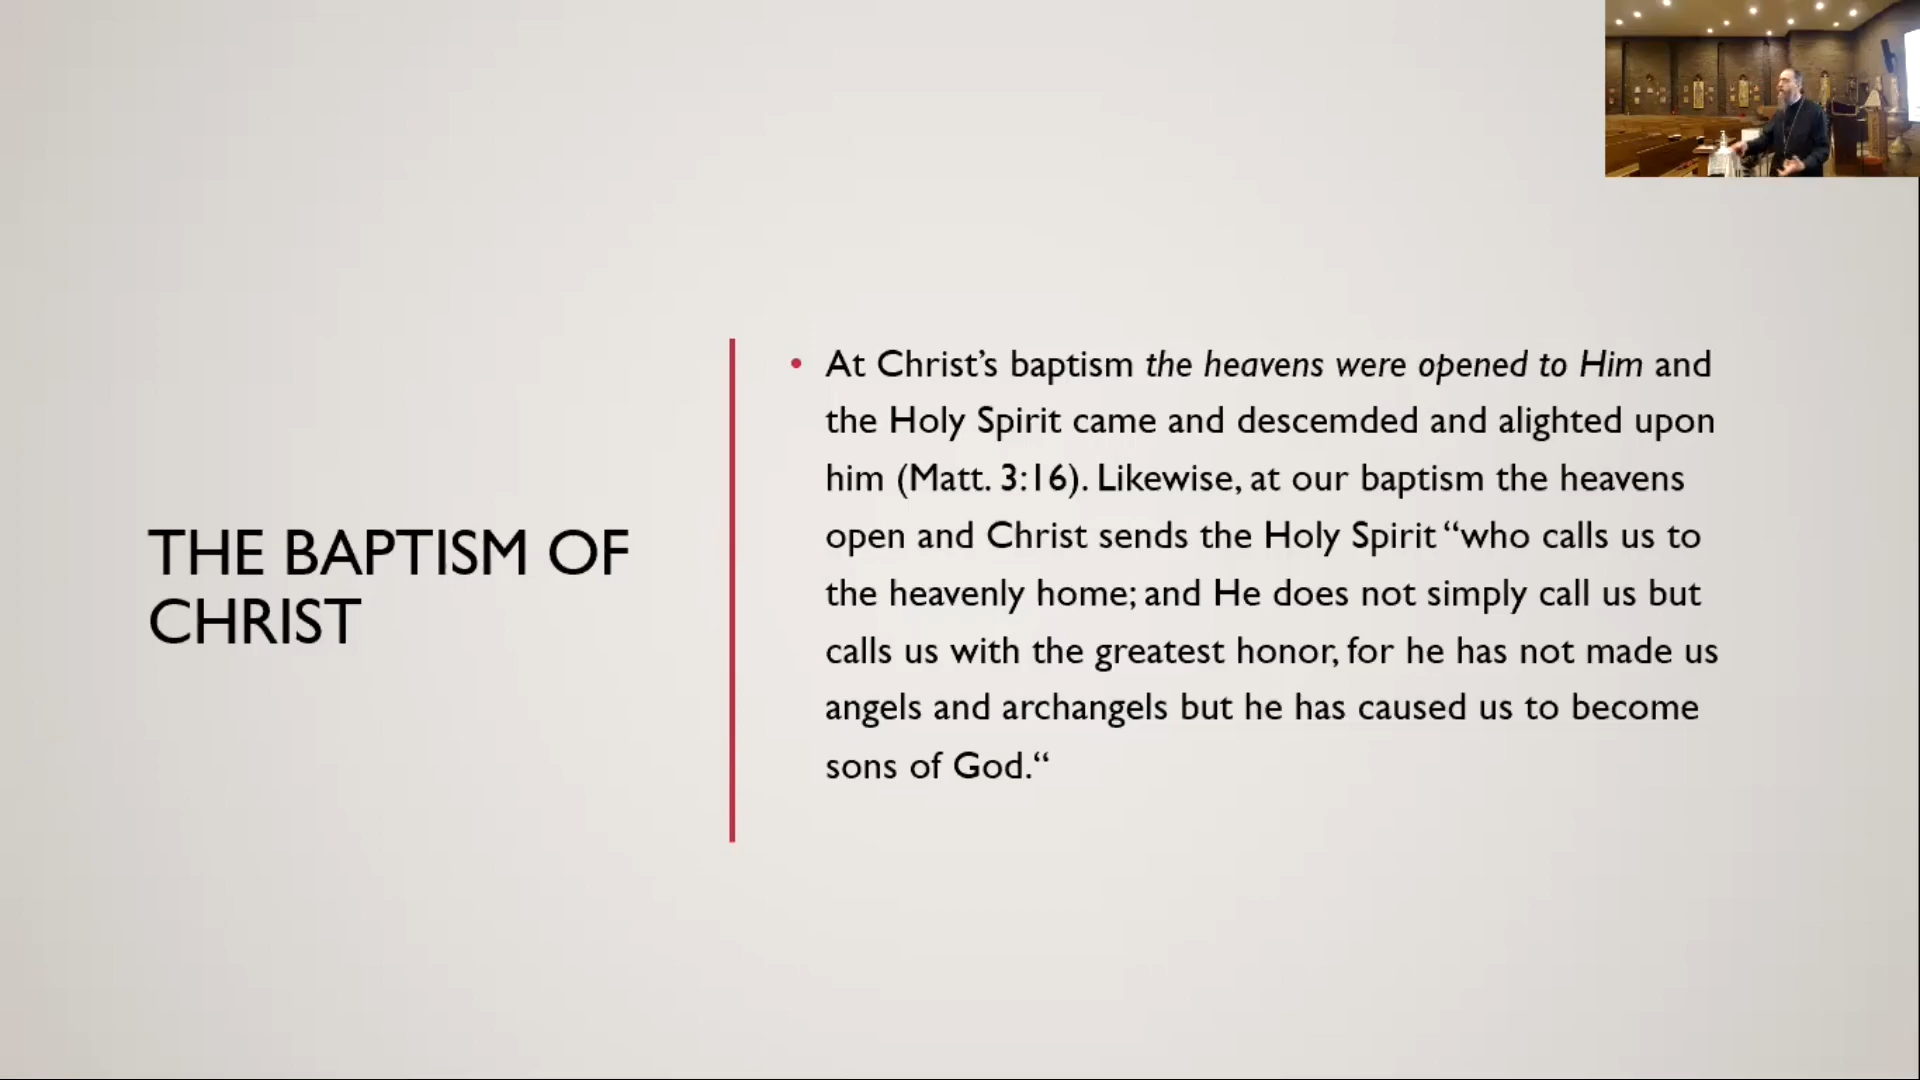 THE BAPTISM OF
CHRIST
• At Christ’s baptism the heavens were opened to Him and
the Holy Spirit came and descemded and alighted upon
him (Matt. 3:16). Likewise, at our baptism the heavens
open and Christ sends the Holy Spirit “who calls us to
the heavenly home; and He does not simply call us but
calls us with the greatest honor, for he has not made us
angels and archangels but he has caused us to become
sons of God.“